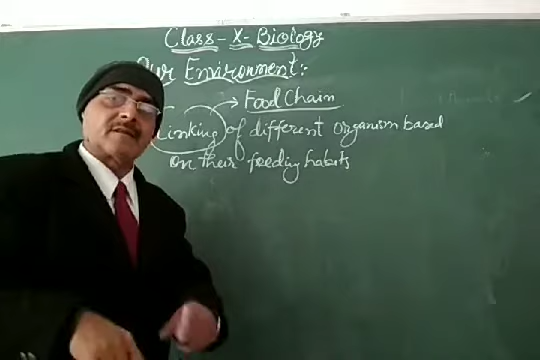 Class-X-Biology
Our Environment:-
→ Food Chain
Linking of different organism based
on their feeding habits